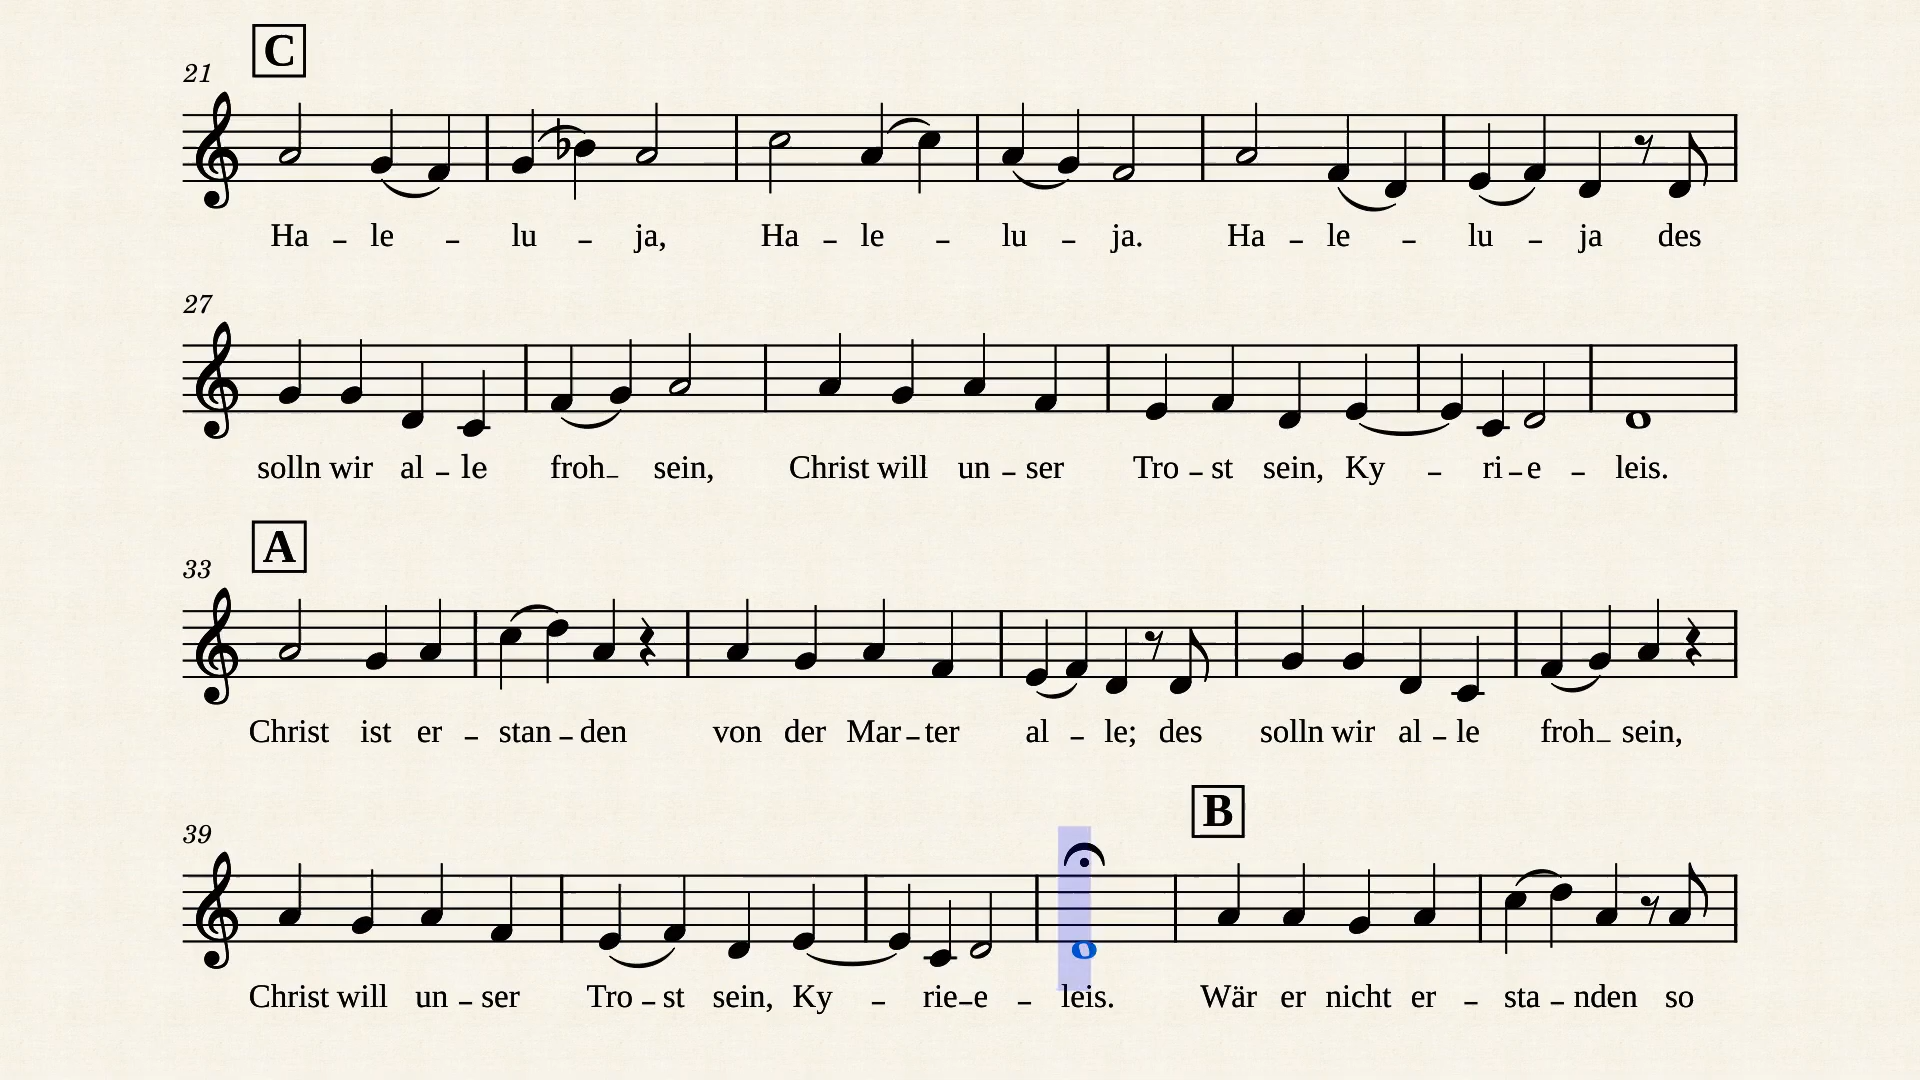 C
21
Ha – le – lu – ja, Ha – le – lu – ja. Ha – le – lu – ja des
27
solln wir al – le froh_ sein, Christ will un – ser Tro – st sein, Ky – ri – e – leis.
A
33
Christ ist er – stan – den von der Mar – ter al – le; des solln wir al – le froh_ sein,
B
39
Christ will un – ser Tro – st sein, Ky – rie – e – leis. Wär er nicht er – sta – nden so